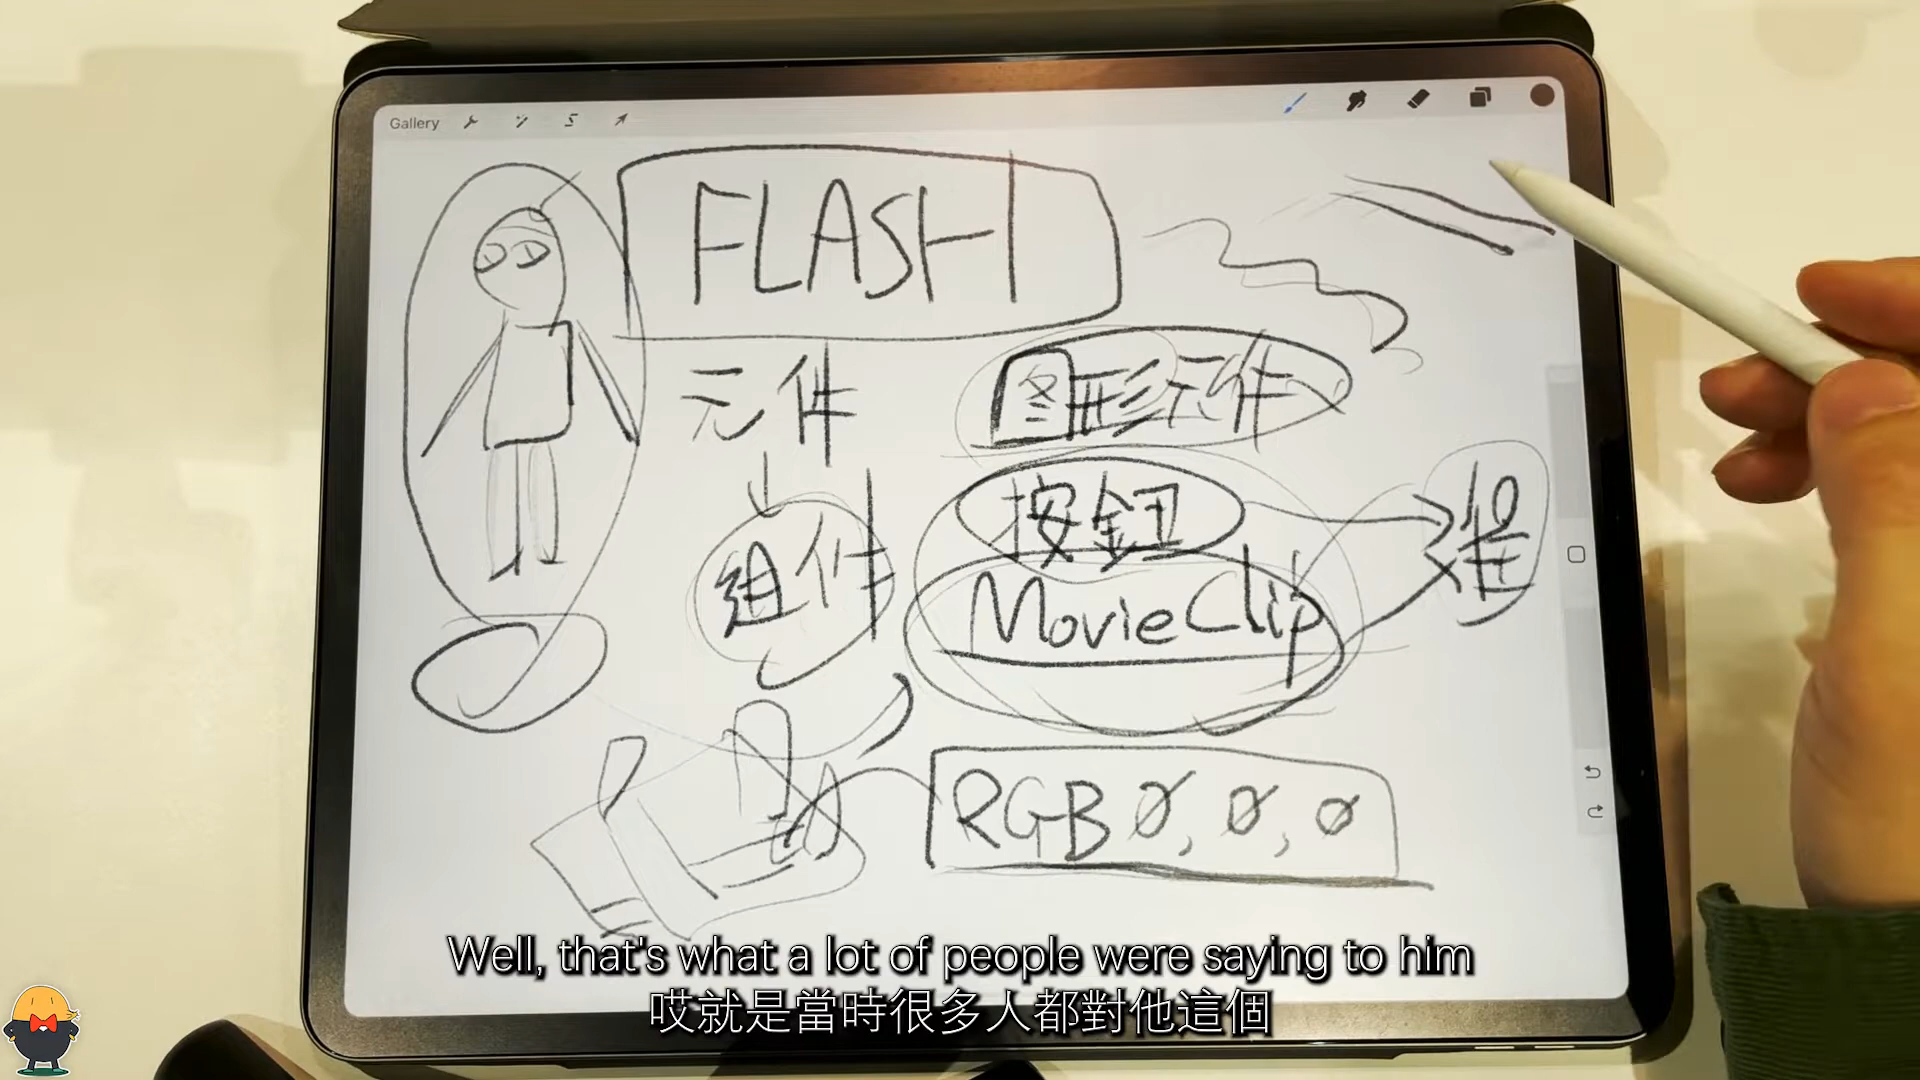 Gallery
FLASH
元件
图形元件
组件
按钮
MovieClip
RGB 0, 0, 0
Well, that's what a lot of people were saying to him
哎就是當時很多人都對他這個